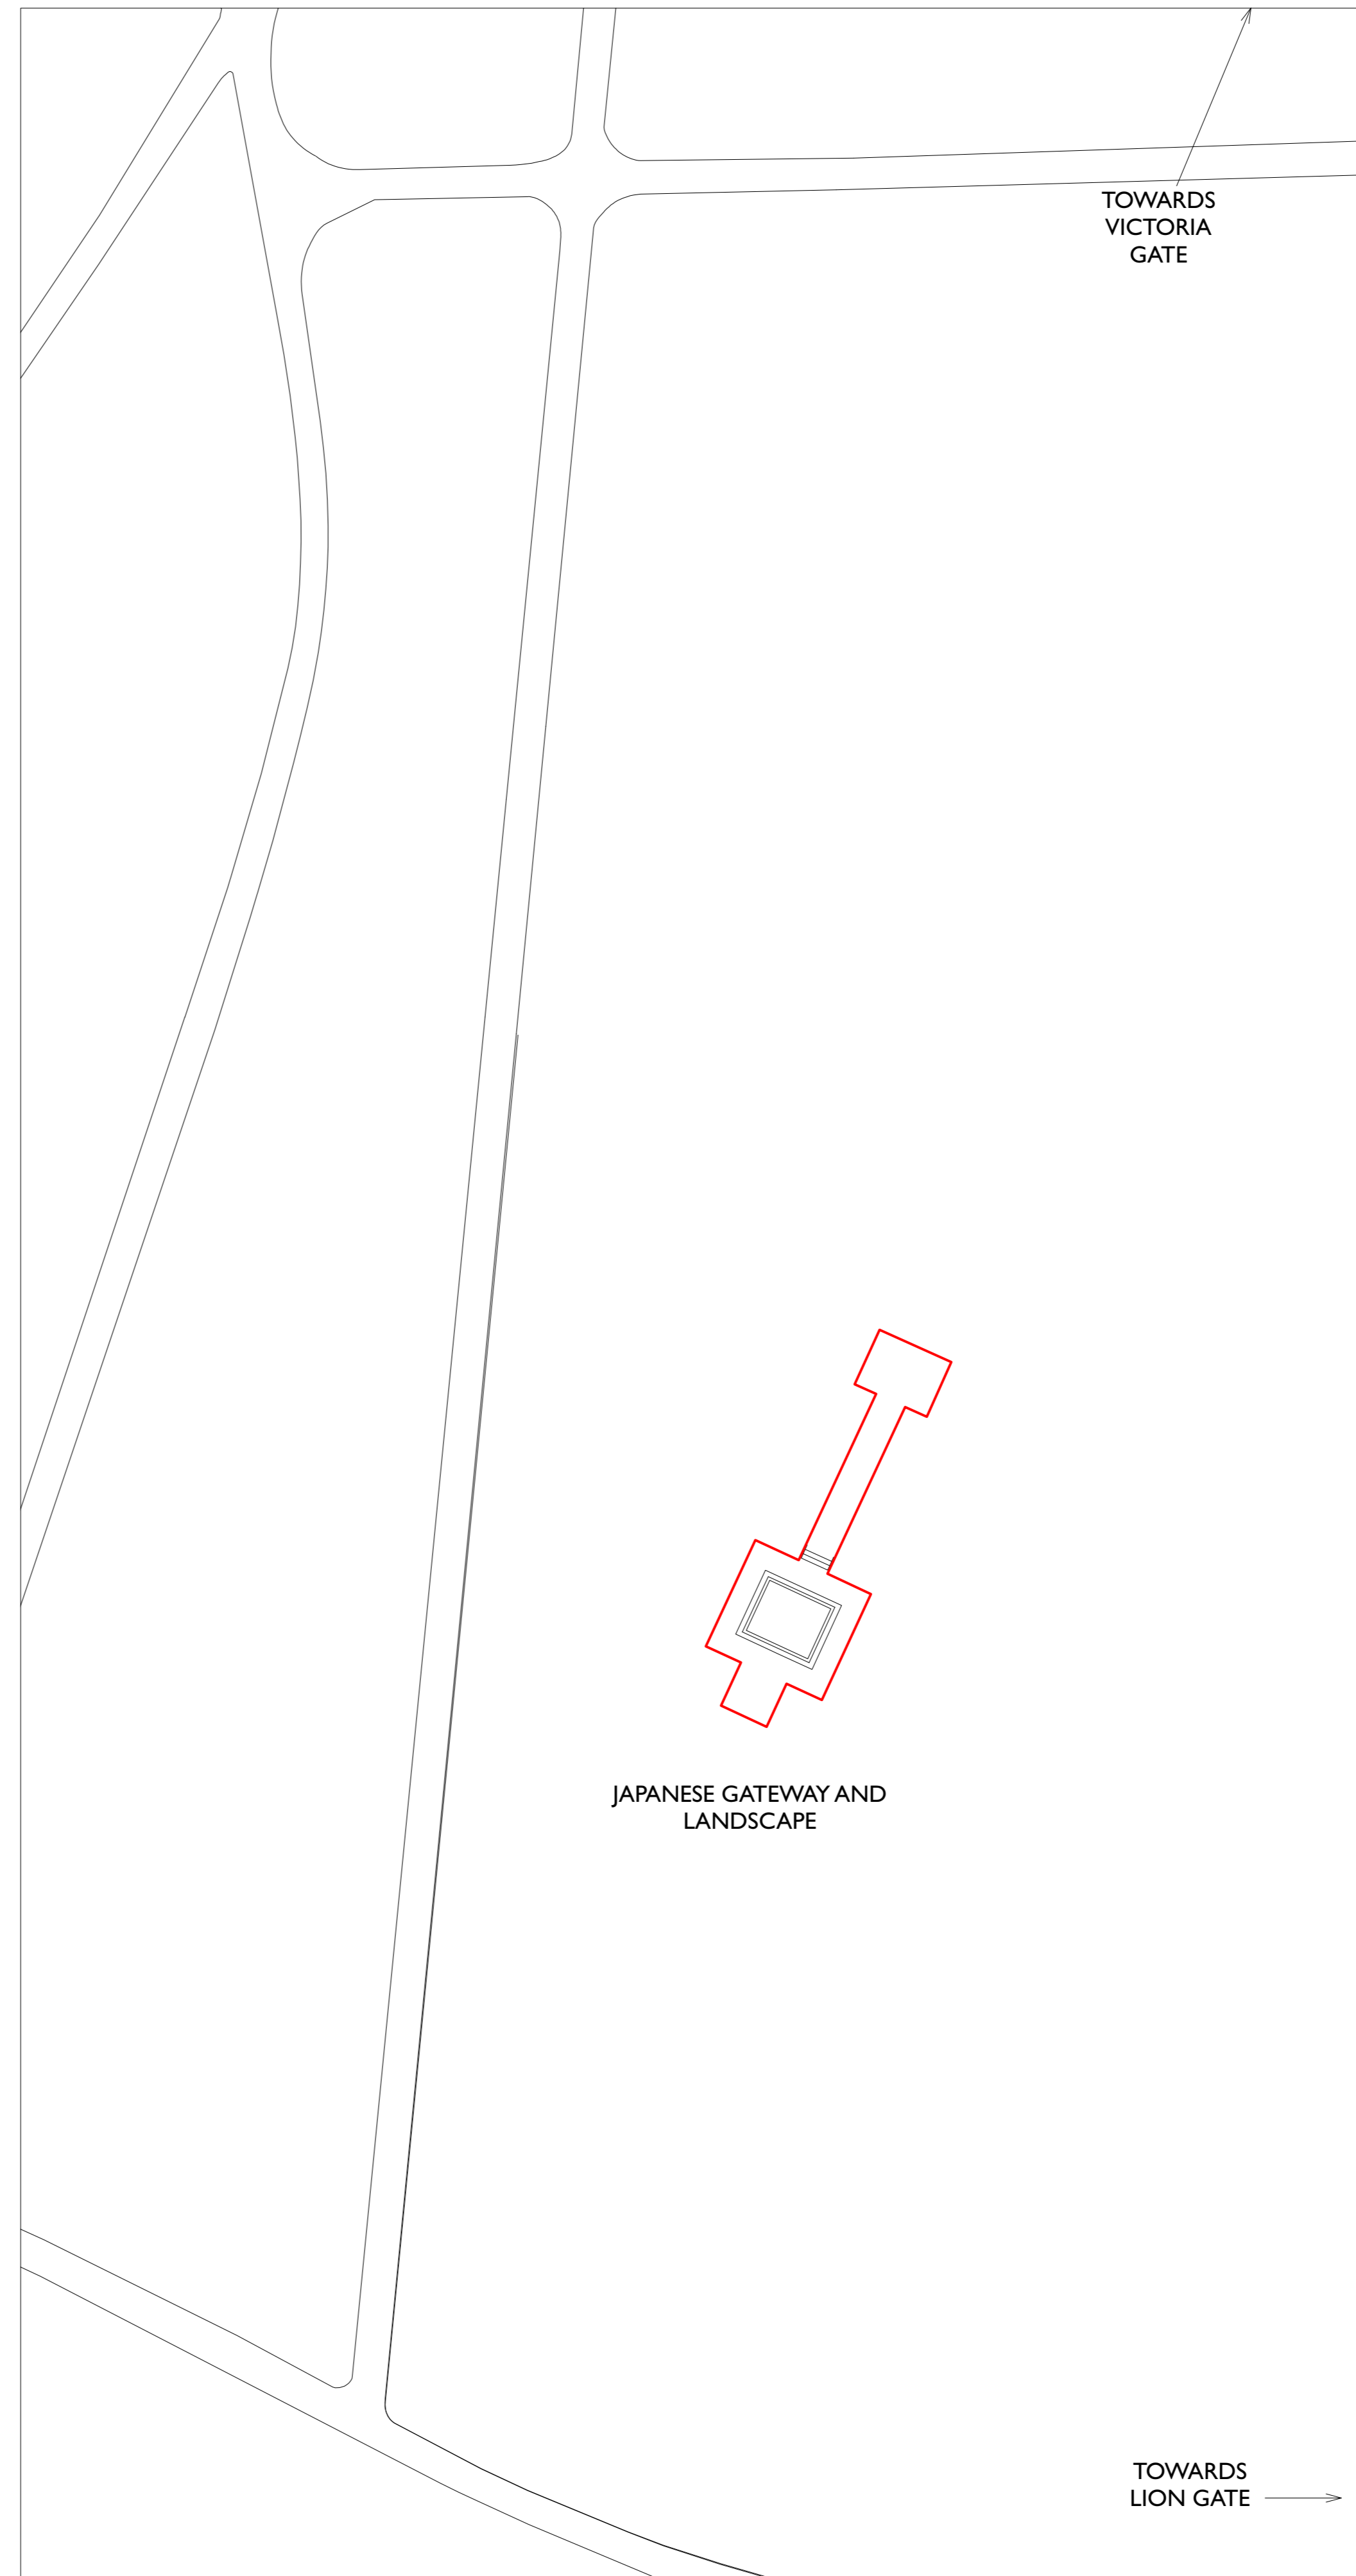 TOWARDS
VICTORIA
GATE
JAPANESE GATEWAY AND
LANDSCAPE
TOWARDS
LION GATE